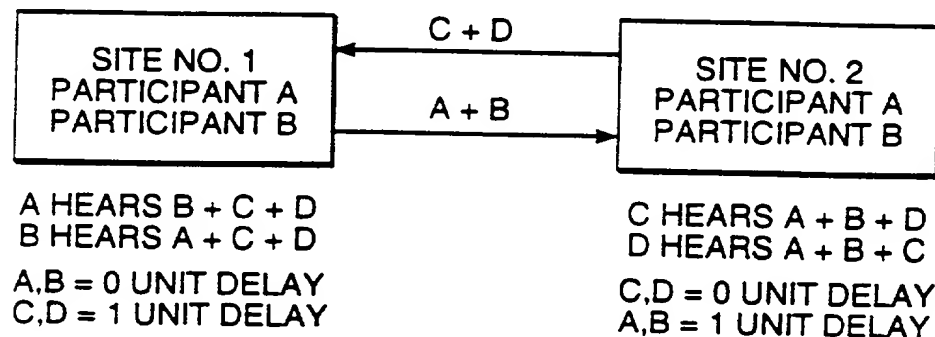 SITE NO. 1
PARTICIPANT A
PARTICIPANT B
C + D
A + B
SITE NO. 2
PARTICIPANT A
PARTICIPANT B
A HEARS B + C + D
B HEARS A + C + D
A,B = 0 UNIT DELAY
C,D = 1 UNIT DELAY
C HEARS A + B + D
D HEARS A + B + C
C,D = 0 UNIT DELAY
A,B = 1 UNIT DELAY